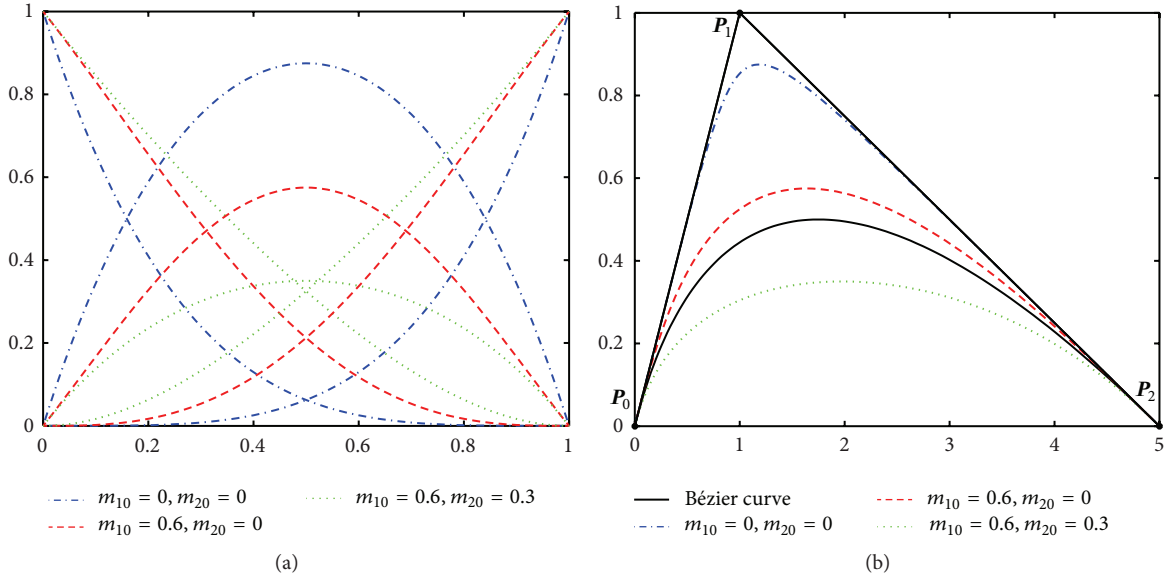 1
0.8
0.6
0.4
0.2
0
0 0.2 0.4 0.6 0.8 1
m₁₀ = 0, m₂₀ = 0
m₁₀ = 0.6, m₂₀ = 0.3
m₁₀ = 0.6, m₂₀ = 0
(a)
1
0.8
0.6
0.4
0.2
0
P₁
P₀
P₂
0 1 2 3 4 5
Bézier curve
m₁₀ = 0.6, m₂₀ = 0
m₁₀ = 0, m₂₀ = 0
m₁₀ = 0.6, m₂₀ = 0.3
(b)